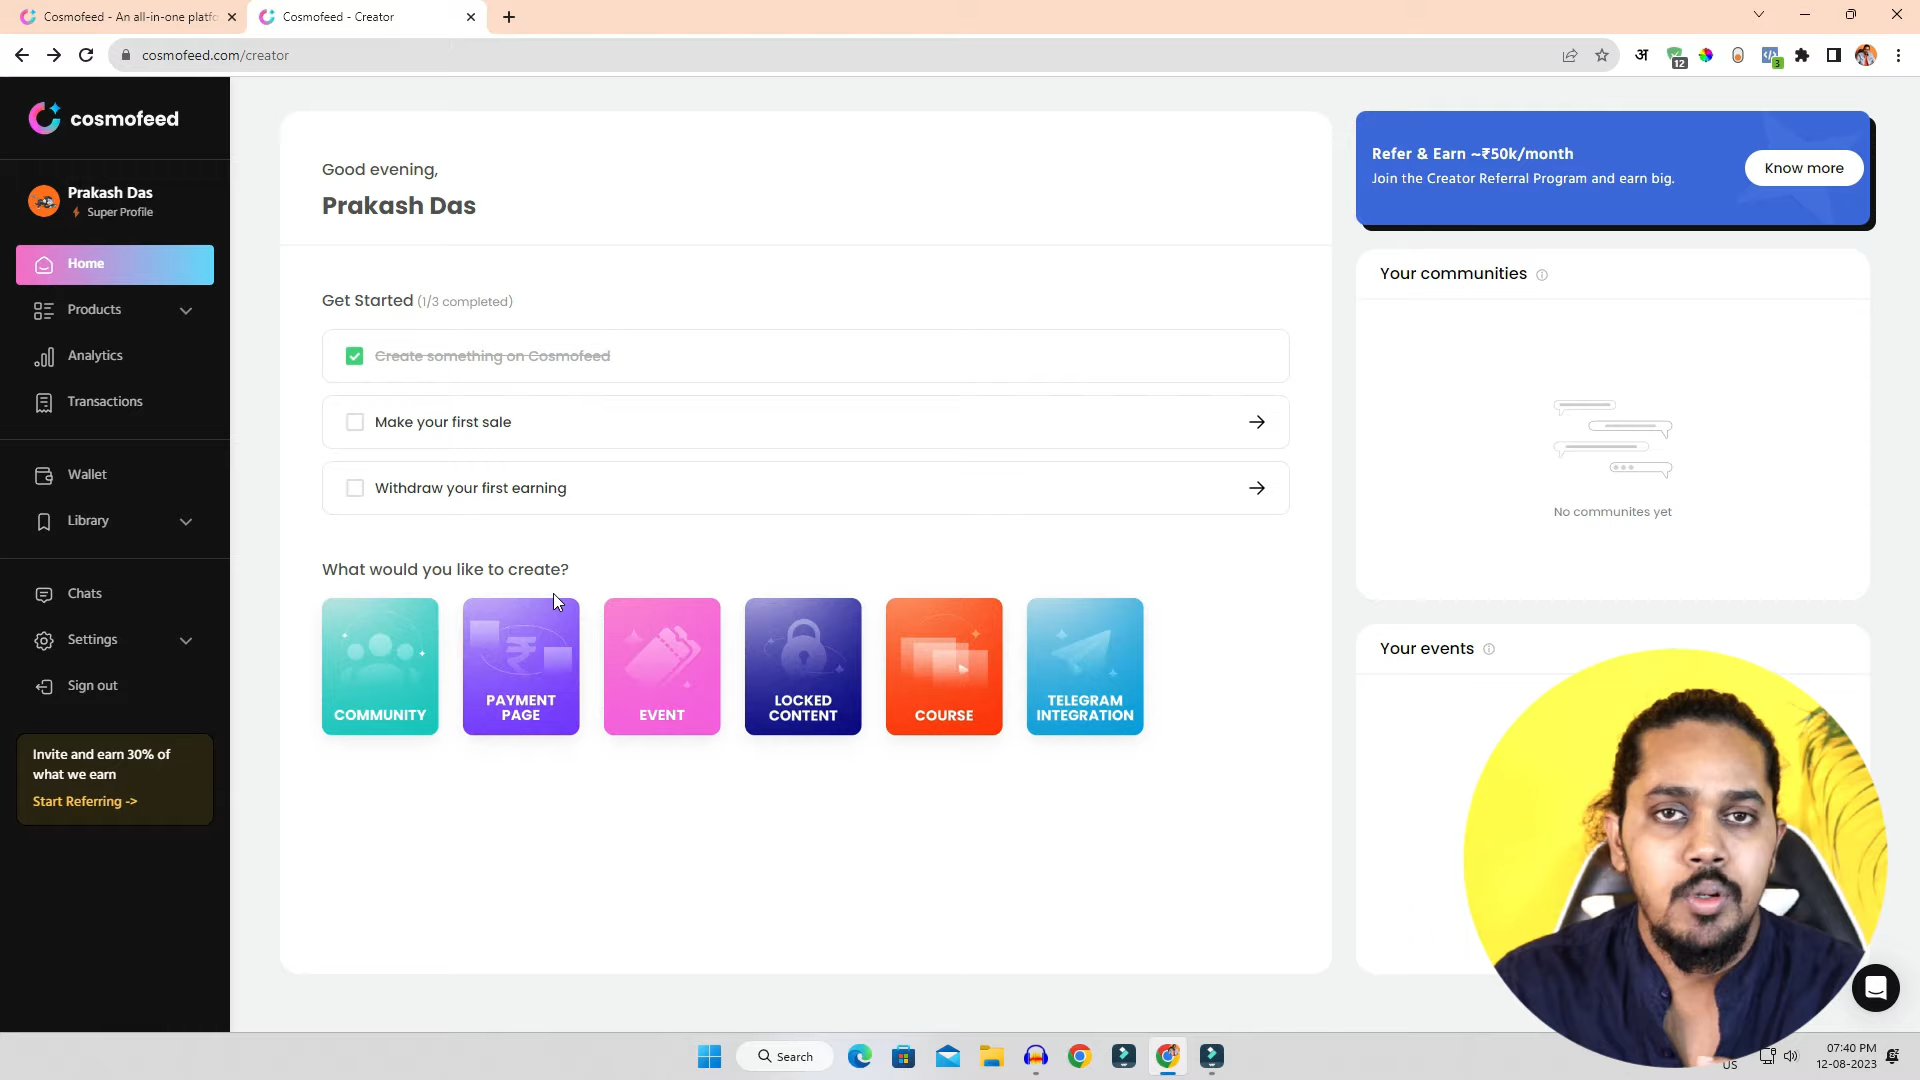 Cosmofeed - An all-in-one platfo
Cosmofeed - Creator
cosmofeed.com/creator
अ
12
3
cosmofeed
Prakash Das
Super Profile
Home
Products
Analytics
Transactions
Wallet
Library
Chats
Settings
Sign out
Invite and earn 30% of
what we earn
Start Referring ->
Good evening,
Prakash Das
Get Started (1/3 completed)
Create something on Cosmofeed
Make your first sale
Withdraw your first earning
What would you like to create?
COMMUNITY
PAYMENT
PAGE
EVENT
LOCKED
CONTENT
COURSE
TELEGRAM
INTEGRATION
Refer & Earn ~₹50k/month
Join the Creator Referral Program and earn big.
Know more
Your communities
No communites yet
Your events
Search
US
07:40 PM
12-08-2023